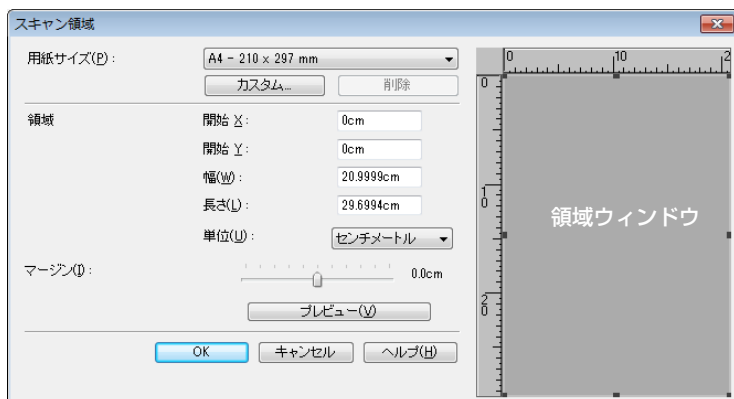 スキャン領域
用紙サイズ(P):
A4 - 210 x 297 mm
カスタム...
削除
領域
開始 X:
0cm
開始 Y:
0cm
幅(W):
20.9999cm
長さ(L):
29.6994cm
単位(U):
センチメートル
マージン(I):
0.0cm
プレビュー(V)
OK
キャンセル
ヘルプ(H)
0
10
2
0
10
20
領域ウィンドウ